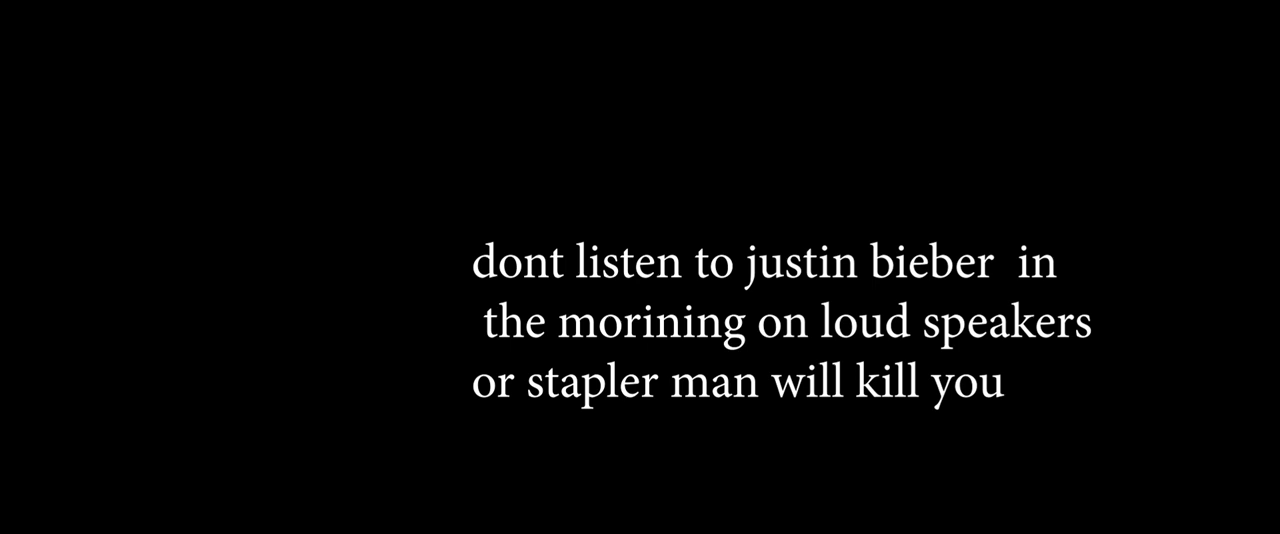 dont listen to justin bieber  in
the morining on loud speakers
or stapler man will kill you